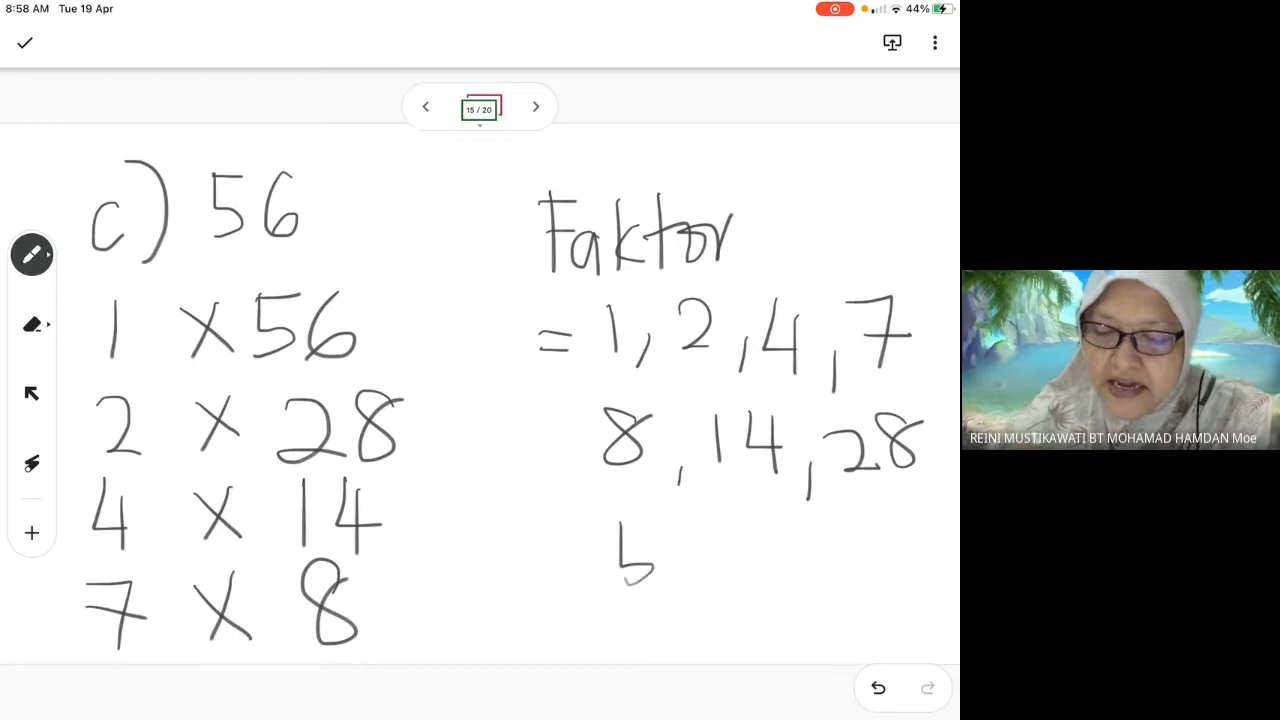 8:58 AM Tue 19 Apr
44%
15 / 20
c) 56
1 × 56
2 × 28
4 × 14
7 × 8
Faktor
= 1, 2, 4, 7
8, 14, 28
REINI MUSTIKAWATI BT MOHAMAD HAMDAN Moe